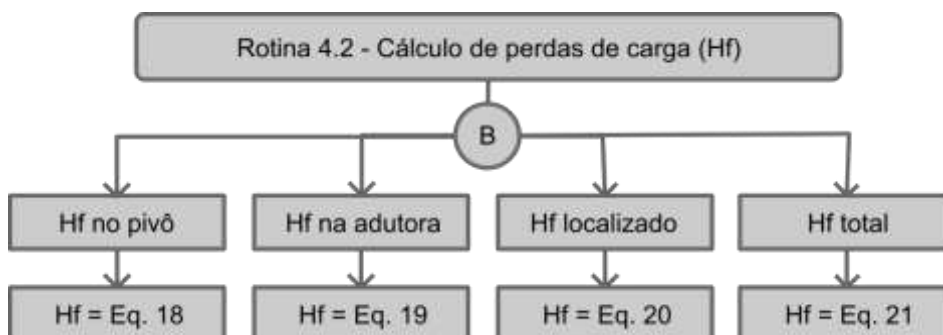 Rotina 4.2 - Cálculo de perdas de carga (Hf)
B
Hf no pivô
Hf na adutora
Hf localizado
Hf total
Hf = Eq. 18
Hf = Eq. 19
Hf = Eq. 20
Hf = Eq. 21